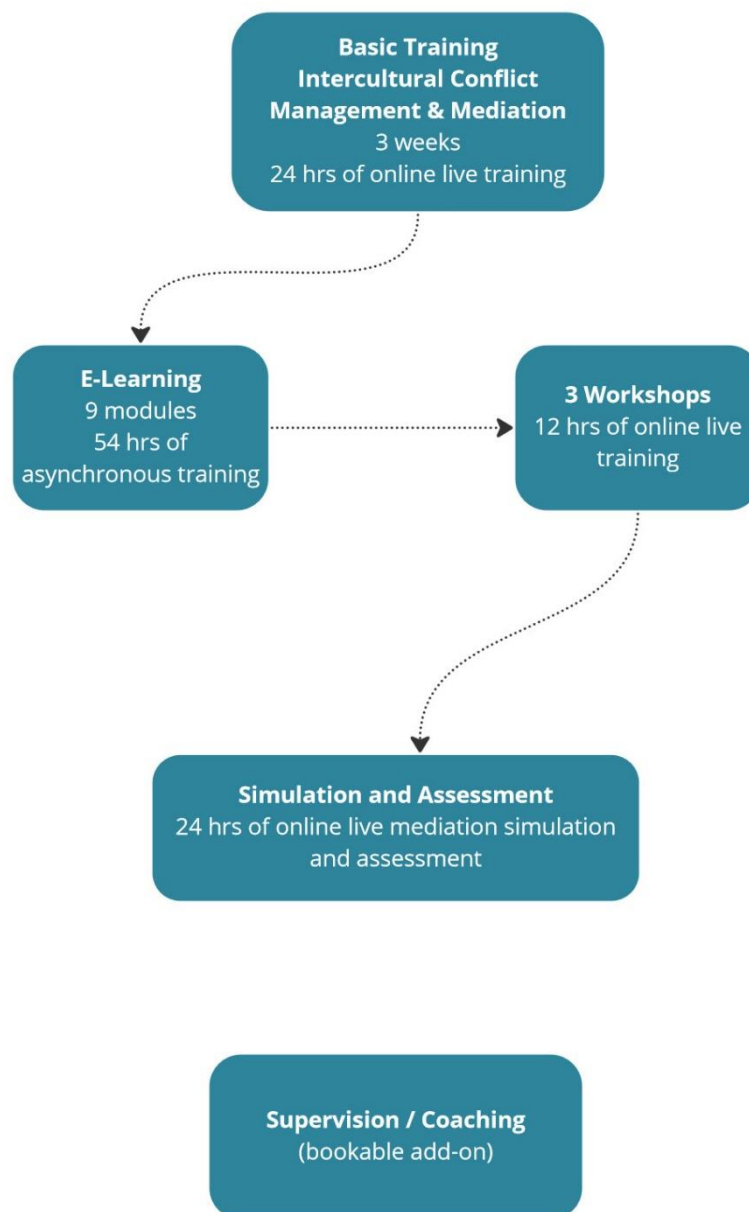 Basic Training
Intercultural Conflict
Management & Mediation
3 weeks
24 hrs of online live training
E-Learning
9 modules
54 hrs of
asynchronous training
3 Workshops
12 hrs of online live
training
Simulation and Assessment
24 hrs of online live mediation simulation
and assessment
Supervision / Coaching
(bookable add-on)